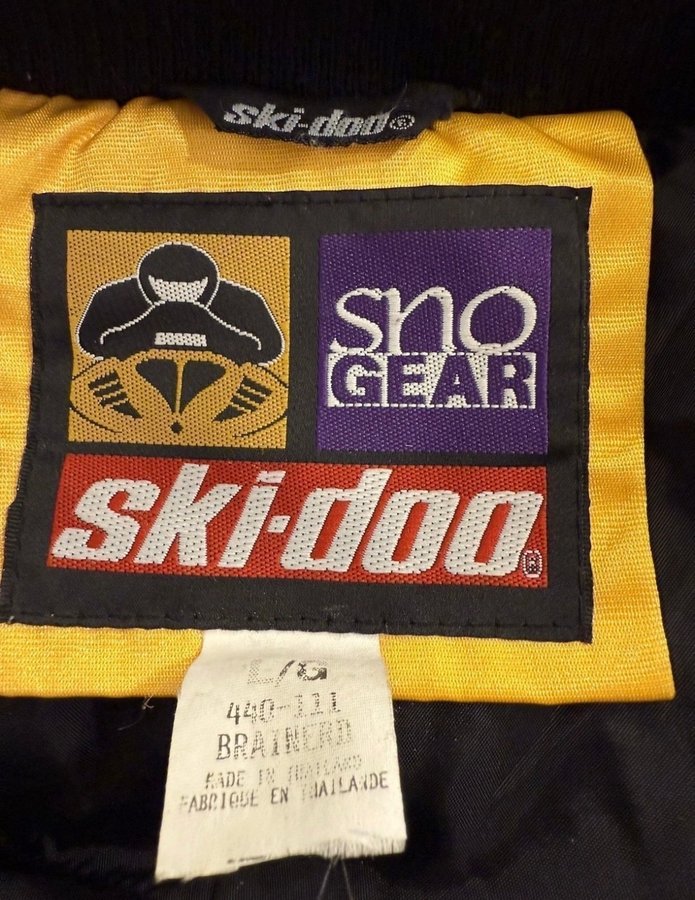 ski-doo®
sno
GEAR
ski-doo®
L/G
440-111
BRAINERD
MADE IN THAILAND
FABRIQUE EN THAILANDE